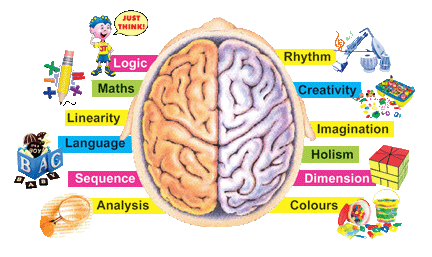 JUST
THINK!
Logic
Maths
Linearity
Language
Sequence
Analysis
Rhythm
Creativity
Imagination
Holism
Dimension
Colours
B A C
B A B Y